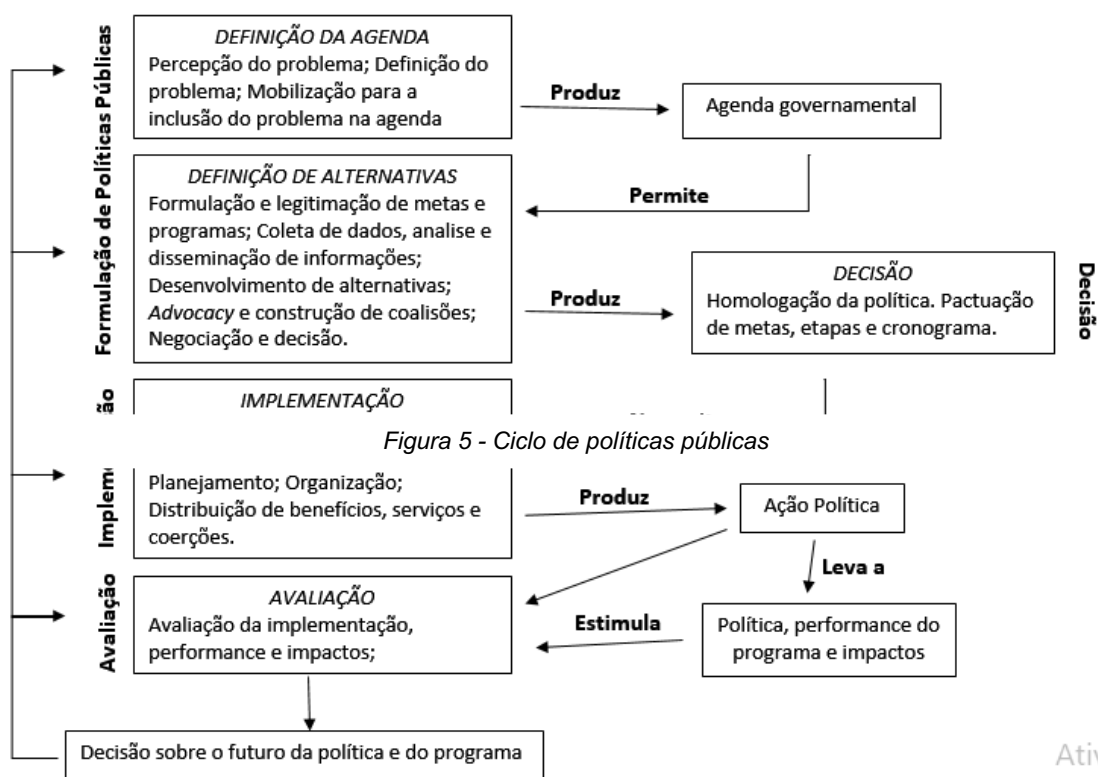 Formulação de Políticas Públicas
DEFINIÇÃO DA AGENDA
Percepção do problema; Definição do
problema; Mobilização para a
inclusão do problema na agenda
Produz
Agenda governamental
Permite
DEFINIÇÃO DE ALTERNATIVAS
Formulação e legitimação de metas e
programas; Coleta de dados, analise e
disseminação de informações;
Desenvolvimento de alternativas;
Advocacy e construção de coalisões;
Negociação e decisão.
Produz
DECISÃO
Homologação da política. Pactuação
de metas, etapas e cronograma.
Decisão
IMPLEMENTAÇÃO
Figura 5 - Ciclo de políticas públicas
Planejamento; Organização;
Distribuição de benefícios, serviços e
coerções.
Produz
Ação Política
Leva a
Política, performance do
programa e impactos
Estimula
Avaliação
AVALIAÇÃO
Avaliação da implementação,
performance e impactos;
Decisão sobre o futuro da política e do programa